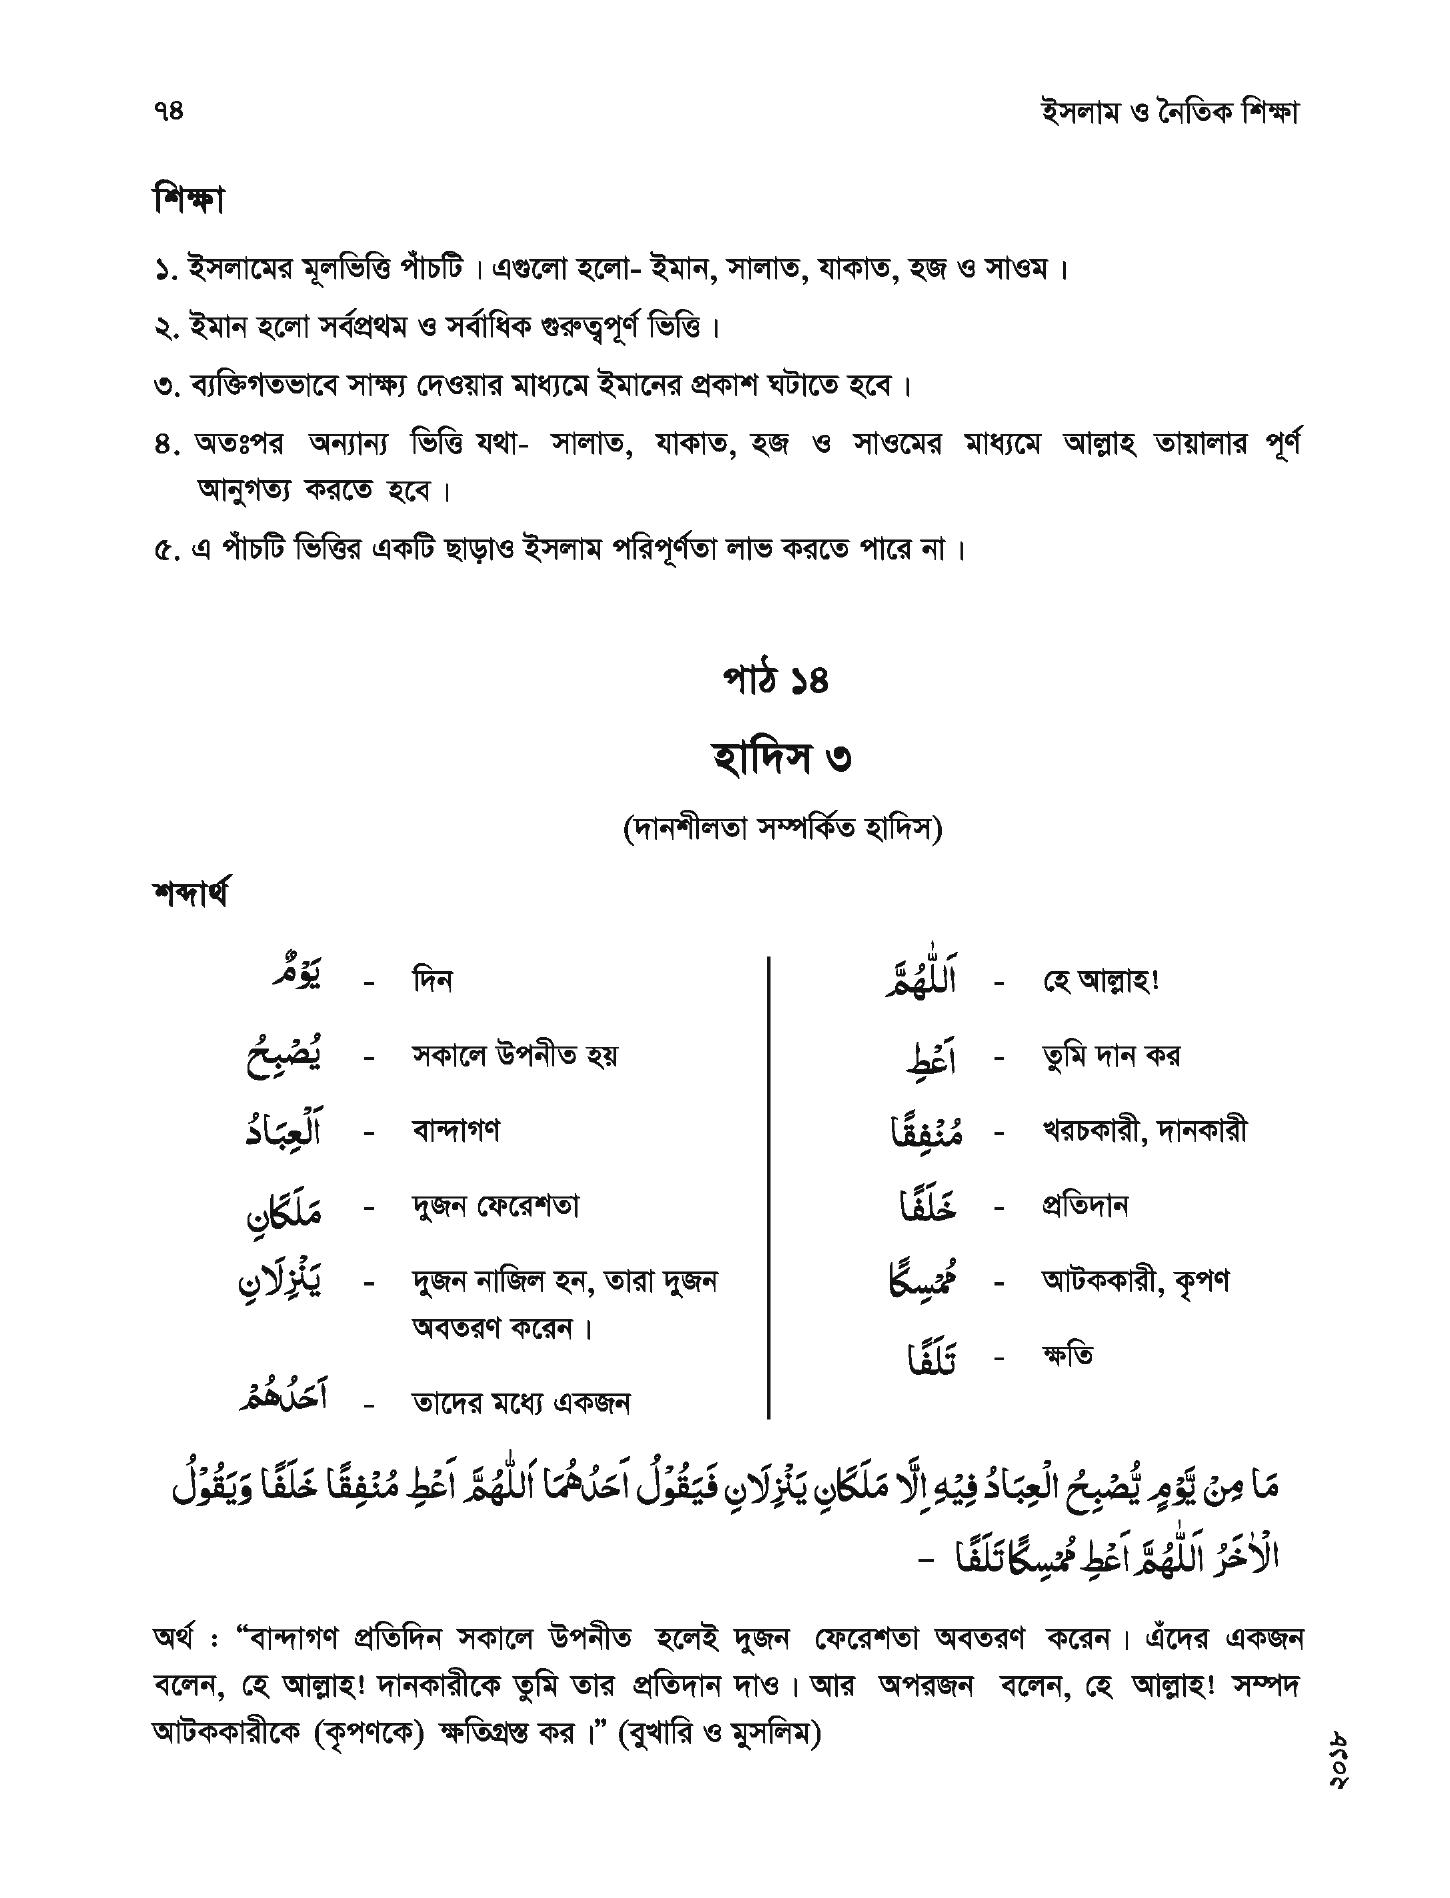 ৭৪ ইসলাম ও নৈতিক শিক্ষা
শিক্ষা
১. ইসলামের মূলভিত্তি পাঁচটি । এগুলো হলো- ইমান, সালাত, যাকাত, হজ ও সাওম ।
২. ইমান হলো সর্বপ্রথম ও সর্বাধিক গুরুত্বপূর্ণ ভিত্তি ।
৩. ব্যক্তিগতভাবে সাক্ষ্য দেওয়ার মাধ্যমে ইমানের প্রকাশ ঘটাতে হবে ।
৪. অতঃপর অন্যান্য ভিত্তি যথা- সালাত, যাকাত, হজ ও সাওমের মাধ্যমে আল্লাহ তায়ালার পূর্ণ
আনুগত্য করতে হবে ।
৫. এ পাঁচটি ভিত্তির একটি ছাড়াও ইসলাম পরিপূর্ণতা লাভ করতে পারে না ।
পাঠ ১৪
হাদিস ৩
(দানশীলতা সম্পর্কিত হাদিস)
শব্দার্থ
يَوْمٌ - দিন
يُصْبِحُ - সকালে উপনীত হয়
اَلْعِبَادُ - বান্দাগণ
مَلَكَانِ - দুজন ফেরেশতা
يَنْزِلَانِ - দুজন নাজিল হন, তারা দুজন
অবতরণ করেন ।
اَحَدُهُمْ - তাদের মধ্যে একজন
اَللّٰهُمَّ - হে আল্লাহ!
اَعْطِ - তুমি দান কর
مُنْفِقًا - খরচকারী, দানকারী
خَلَفًا - প্রতিদান
مُمْسِكًا - আটককারী, কৃপণ
تَلَفًا - ক্ষতি
مَا مِنْ يَّوْمٍ يُّصْبِحُ الْعِبَادُ فِيْهِ اِلَّا مَلَكَانِ يَنْزِلَانِ فَيَقُوْلُ اَحَدُهُمَا اَللّٰهُمَّ اَعْطِ مُنْفِقًا خَلَفًا وَيَقُوْلُ
الْاٰخَرُ اَللّٰهُمَّ اَعْطِ مُمْسِكًا تَلَفًا –
অর্থ : “বান্দাগণ প্রতিদিন সকালে উপনীত হলেই দুজন ফেরেশতা অবতরণ করেন । এঁদের একজন
বলেন, হে আল্লাহ! দানকারীকে তুমি তার প্রতিদান দাও । আর অপরজন বলেন, হে আল্লাহ! সম্পদ
আটককারীকে (কৃপণকে) ক্ষতিগ্রস্ত কর ।” (বুখারি ও মুসলিম)
২০১৮